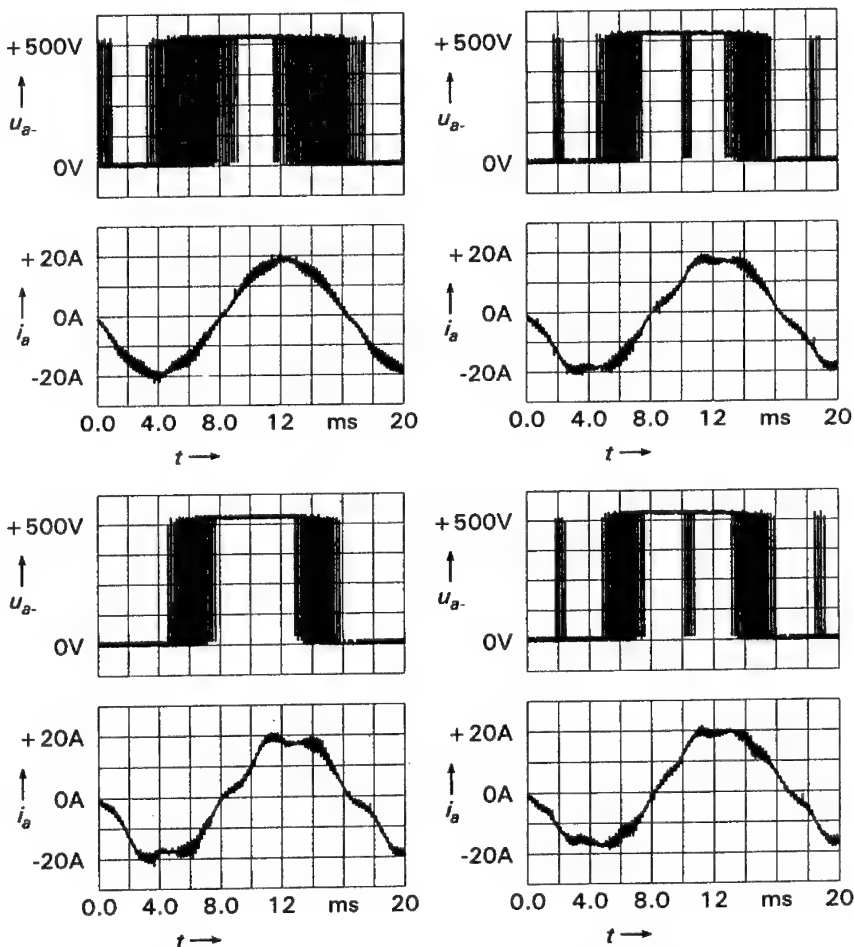 +500V
↑
u_a-
0V
+20A
↑
i_a
0A
-20A
0.0 4.0 8.0 12 ms 20
t →
+500V
↑
u_a-
0V
+20A
↑
i_a
0A
-20A
0.0 4.0 8.0 12 ms 20
t →
+500V
↑
u_a-
0V
+20A
↑
i_a
0A
-20A
0.0 4.0 8.0 12 ms 20
t →
+500V
↑
u_a-
0V
+20A
↑
i_a
0A
-20A
0.0 4.0 8.0 12 ms 20
t →